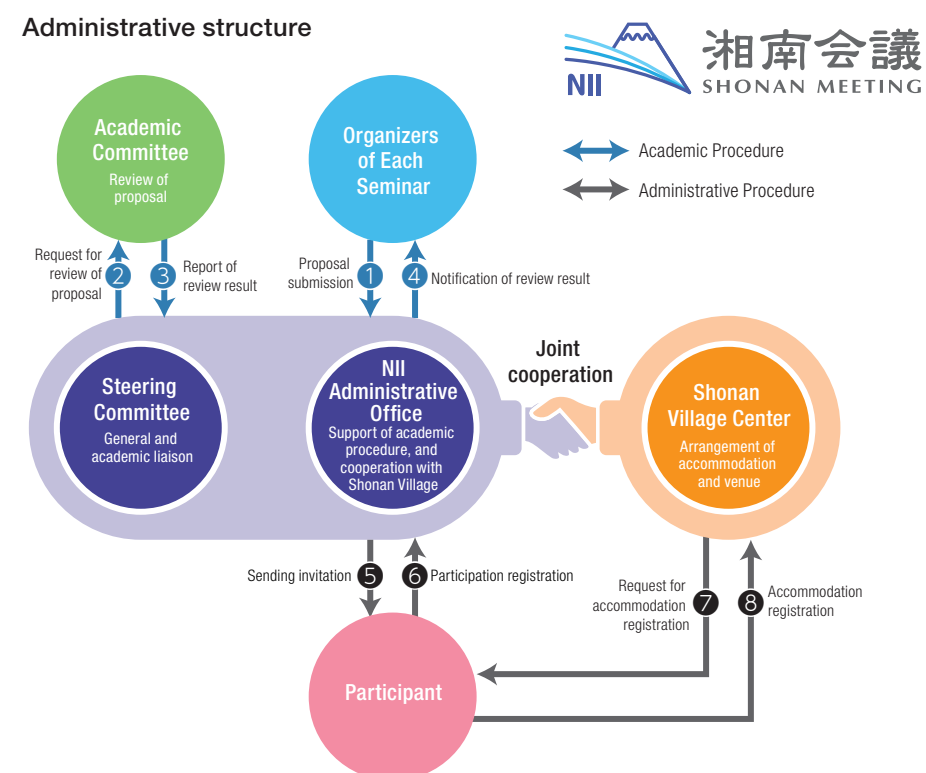 Administrative structure
NII
湘南会議
SHONAN MEETING
Academic Procedure
Administrative Procedure
Academic
Committee
Review of
proposal
Organizers
of Each
Seminar
Request for
review of
proposal
2
3
Report of
review result
Proposal
submission
1
4
Notification of review result
Steering
Committee
General and
academic liaison
NII
Administrative
Office
Support of academic
procedure, and
cooperation with
Shonan Village
Joint
cooperation
Shonan
Village Center
Arrangement of
accommodation
and venue
Sending invitation
5
6
Participation registration
Request for
accommodation
registration
7
8
Accommodation
registration
Participant